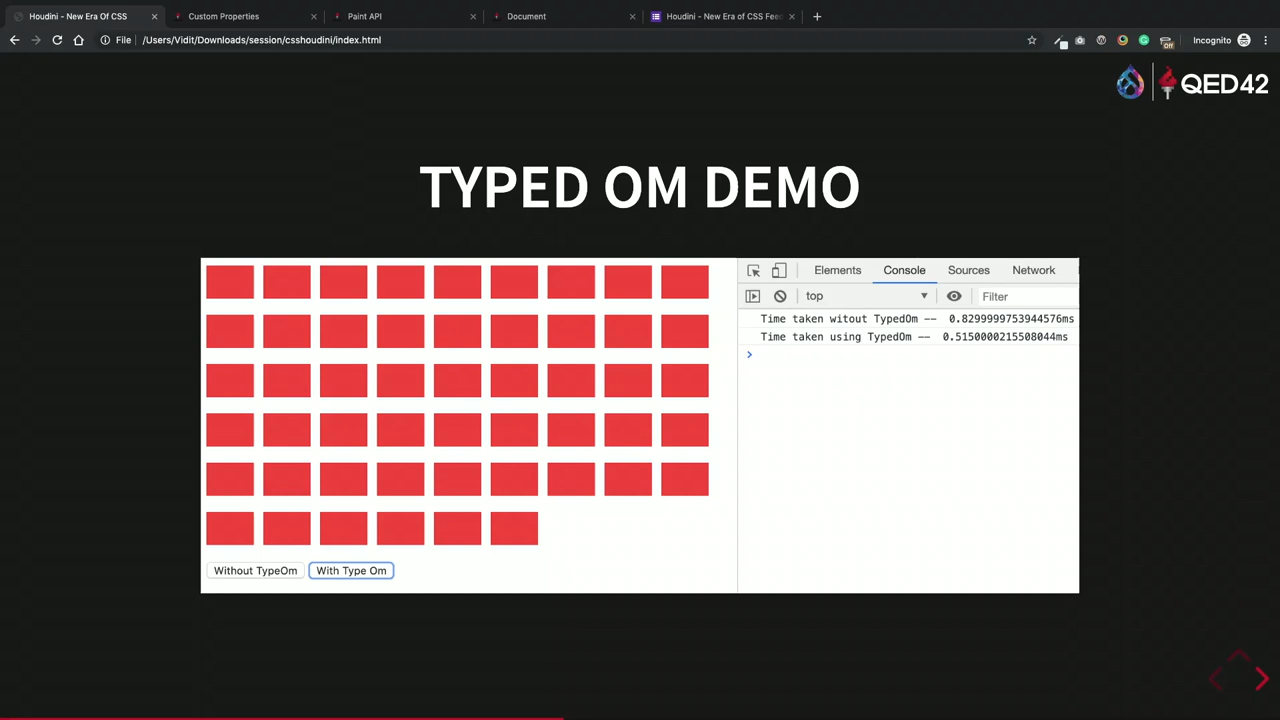 Houdini - New Era Of CSS
Custom Properties
Paint API
Document
Houdini - New Era of CSS Fee
File
/Users/Vidit/Downloads/session/csshoudini/index.html
Off
Incognito
QED42
TYPED OM DEMO
Elements
Console
Sources
Network
top
Filter
Time taken witout TypedOm -- 0.8299999753944576ms
Time taken using TypedOm -- 0.5150000215508044ms
Without TypeOm
With Type Om